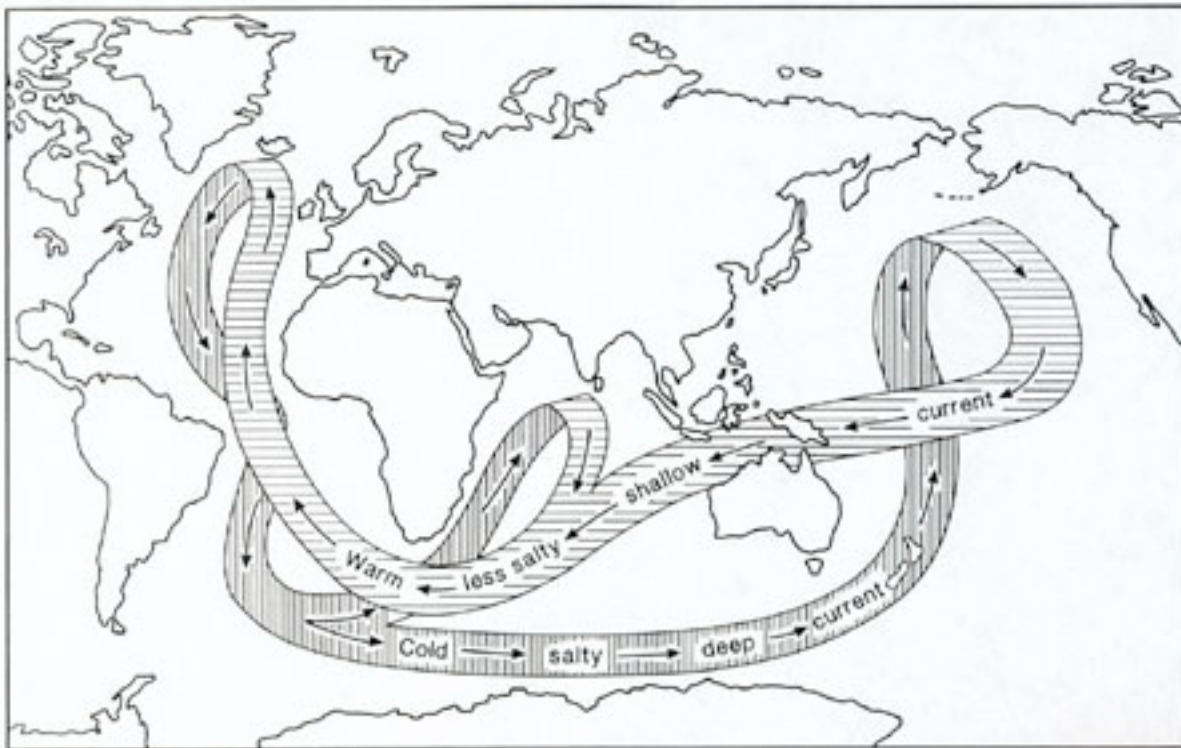 current
shallow
less salty
Warm
Cold salty deep current